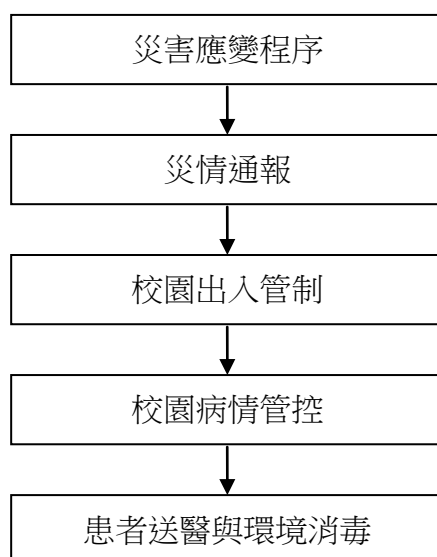 災害應變程序
災情通報
校園出入管制
校園病情管控
患者送醫與環境消毒